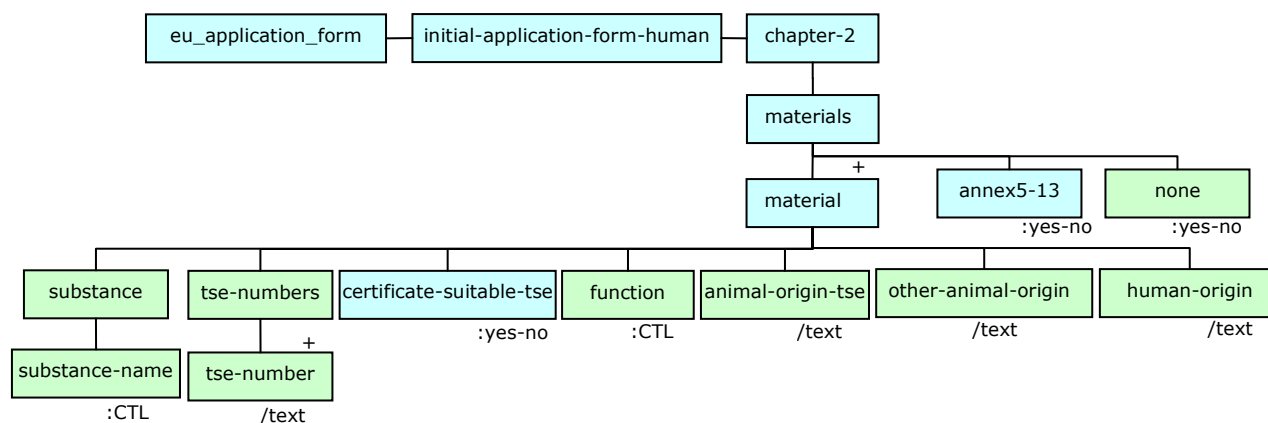 eu_application_form
initial-application-form-human
chapter-2
materials
+
material
annex5-13
none
:yes-no
:yes-no
substance
tse-numbers
certificate-suitable-tse
function
animal-origin-tse
other-animal-origin
human-origin
:yes-no
:CTL
/text
/text
/text
+
substance-name
tse-number
:CTL
/text